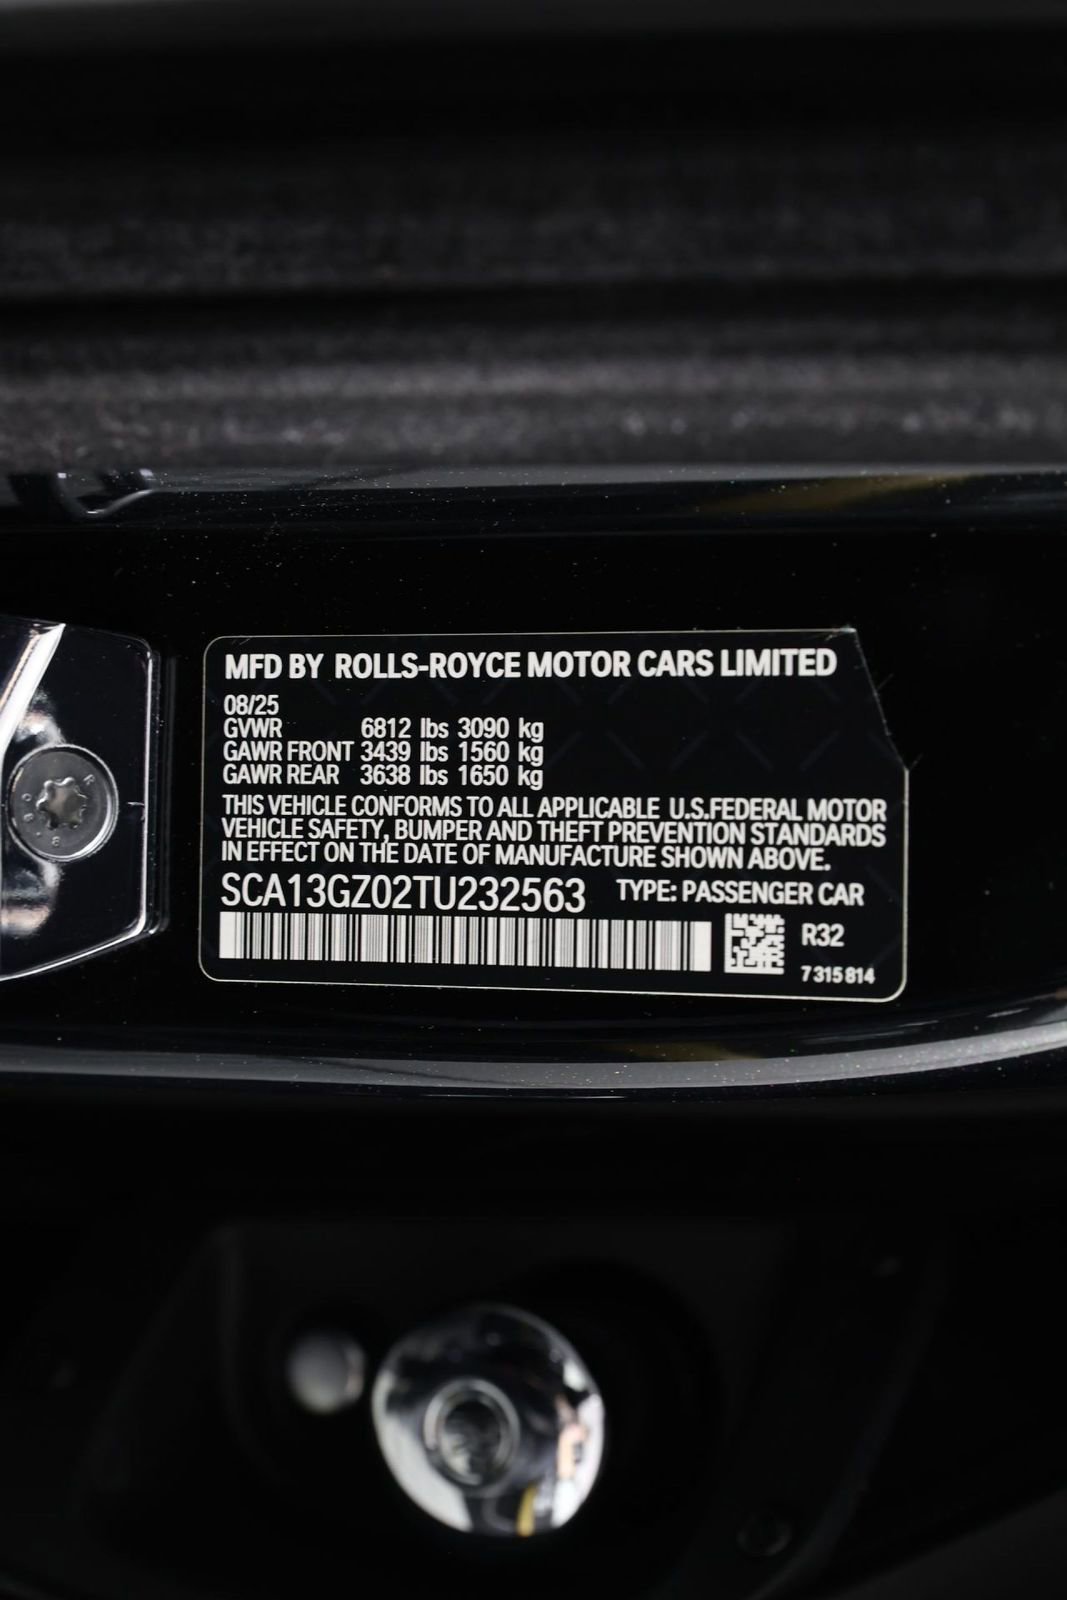 MFD BY ROLLS-ROYCE MOTOR CARS LIMITED
08/25
GVWR 6812 lbs 3090 kg
GAWR FRONT 3439 lbs 1560 kg
GAWR REAR 3638 lbs 1650 kg
THIS VEHICLE CONFORMS TO ALL APPLICABLE U.S.FEDERAL MOTOR
VEHICLE SAFETY, BUMPER AND THEFT PREVENTION STANDARDS
IN EFFECT ON THE DATE OF MANUFACTURE SHOWN ABOVE.
SCA13GZ02TU232563 TYPE: PASSENGER CAR
R32
7 315 814